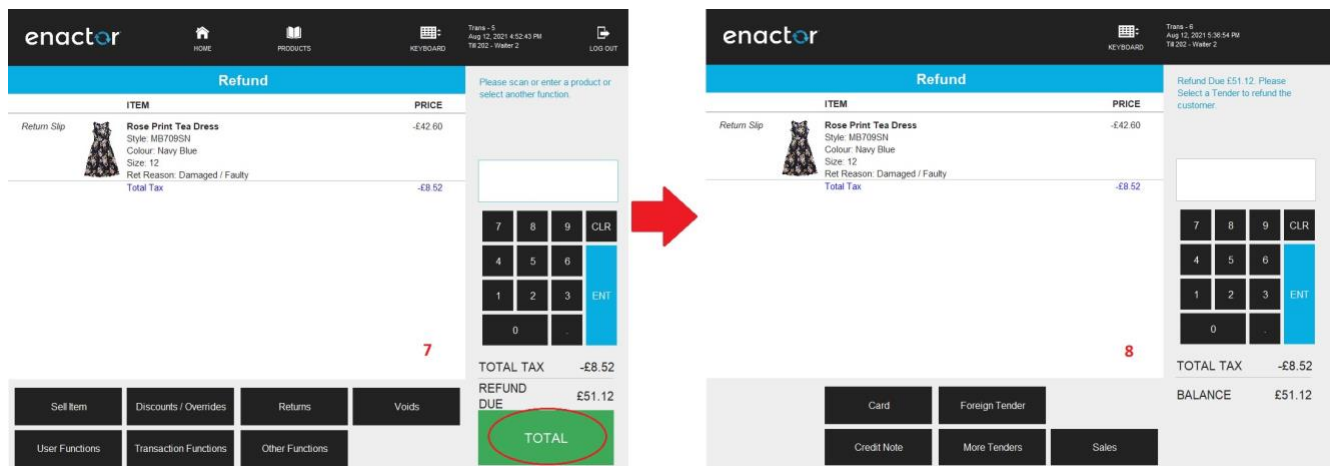 enactor
HOME
PRODUCTS
KEYBOARD
Trans - 5
Aug 12, 2021 4:52:43 PM
Till 202 - Waiter 2
LOG OUT
Refund
ITEM PRICE
Return Slip Rose Print Tea Dress -£42.60
Style: MB709SN
Colour: Navy Blue
Size: 12
Ret Reason: Damaged / Faulty
Total Tax -£8.52
7
Please scan or enter a product or
select another function.
7 8 9 CLR
4 5 6
1 2 3 ENT
0 .
TOTAL TAX -£8.52
REFUND
DUE £51.12
TOTAL
Sell Item Discounts / Overrides Returns Voids
User Functions Transaction Functions Other Functions
enactor
KEYBOARD
Trans - 6
Aug 12, 2021 5:36:54 PM
Till 202 - Waiter 2
Refund
ITEM PRICE
Return Slip Rose Print Tea Dress -£42.60
Style: MB709SN
Colour: Navy Blue
Size: 12
Ret Reason: Damaged / Faulty
Total Tax -£8.52
8
Refund Due £51.12. Please
Select a Tender to refund the
customer.
7 8 9 CLR
4 5 6
1 2 3 ENT
0 .
TOTAL TAX -£8.52
BALANCE £51.12
Card Foreign Tender
Credit Note More Tenders Sales